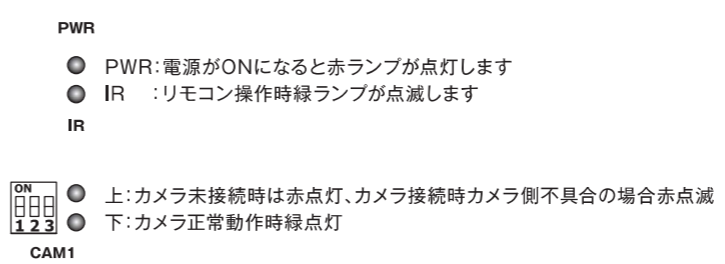 PWR
PWR:電源がONになると赤ランプが点灯します
IR :リモコン操作時緑ランプが点滅します
IR
ON
上:カメラ未接続時は赤点灯、カメラ接続時カメラ側不具合の場合赤点滅
1 2 3
下:カメラ正常動作時緑点灯
CAM1